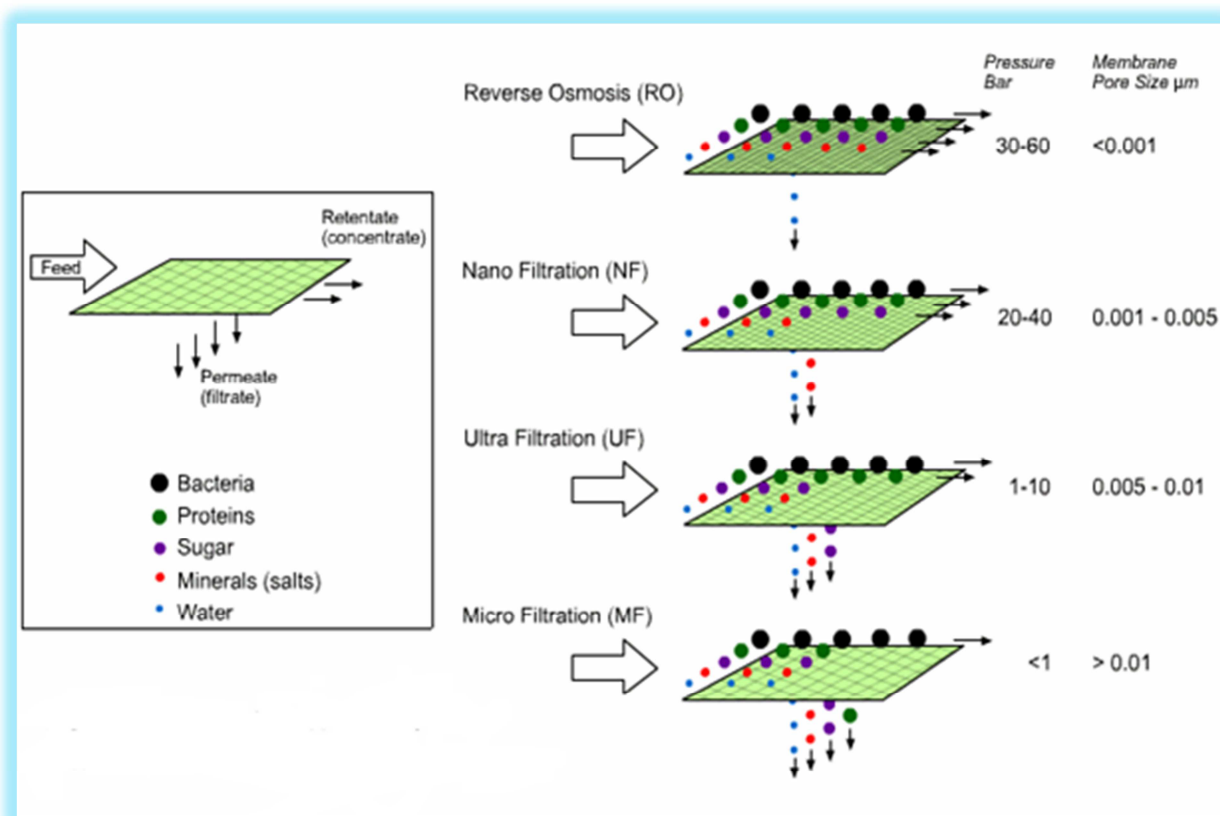 Pressure
Bar
Membrane
Pore Size µm
Reverse Osmosis (RO)
30-60
<0.001
Feed
Retentate
(concentrate)
Permeate
(filtrate)
Bacteria
Proteins
Sugar
Minerals (salts)
Water
Nano Filtration (NF)
20-40
0.001 - 0.005
Ultra Filtration (UF)
1-10
0.005 - 0.01
Micro Filtration (MF)
<1
> 0.01